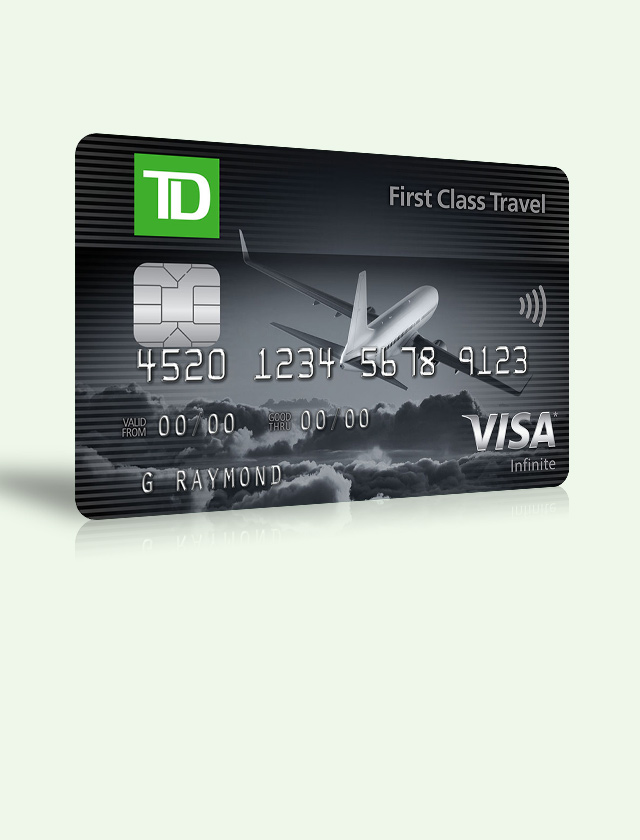 TD
First Class Travel
4520 1234 5678 9123
VALID FROM 00/00 GOOD THRU 00/00
VISA*
Infinite
G RAYMOND